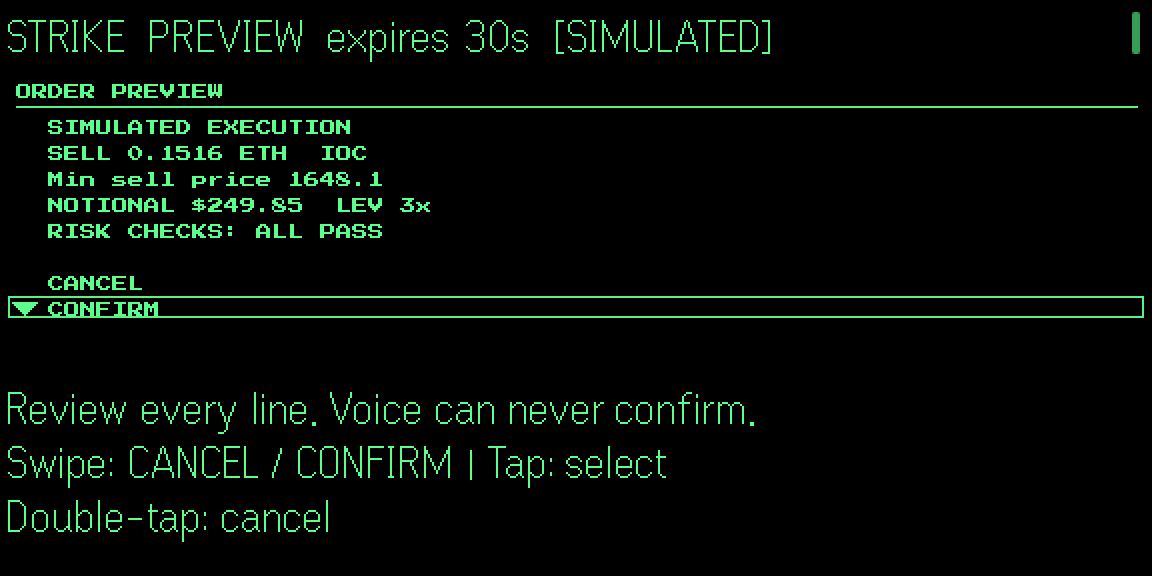 STRIKE PREVIEW expires 30s [SIMULATED]
ORDER PREVIEW
SIMULATED EXECUTION
SELL 0.1516 ETH IOC
Min sell price 1648.1
NOTIONAL $249.85 LEV 3x
RISK CHECKS: ALL PASS
CANCEL
CONFIRM
Review every line. Voice can never confirm.
Swipe: CANCEL / CONFIRM | Tap: select
Double-tap: cancel